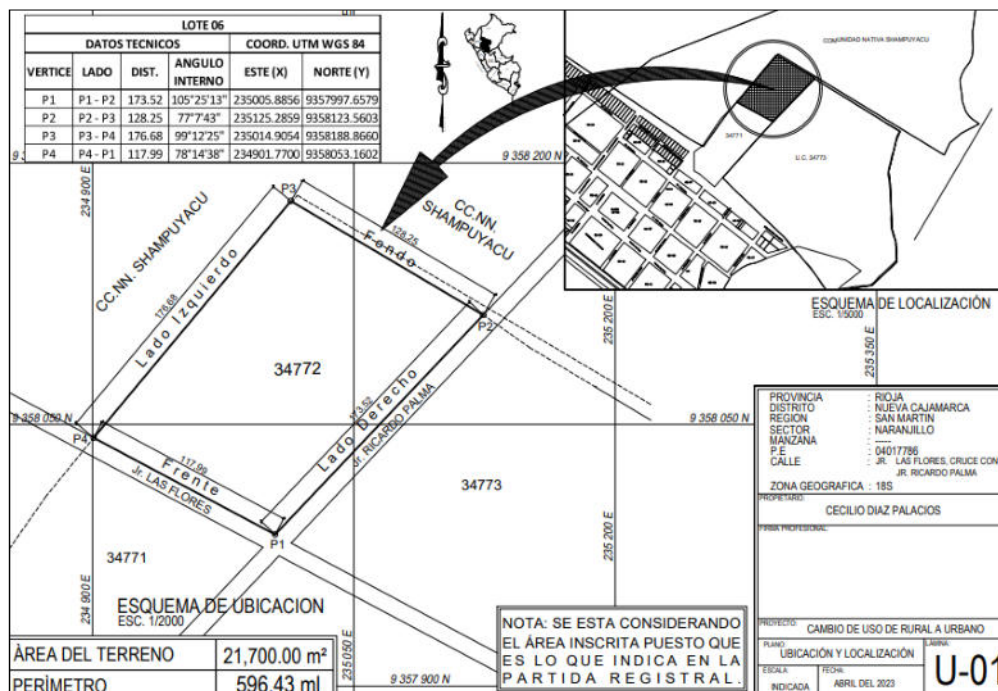 LOTE 06
DATOS TECNICOS COORD. UTM WGS 84
VERTICE LADO DIST. ANGULO INTERNO ESTE (X) NORTE (Y)
P1 P1 - P2 173.52 105°25'13" 235005.8856 9357997.6579
P2 P2 - P3 128.25 77°7'43" 235125.2859 9358123.5603
P3 P3 - P4 176.68 99°12'25" 235014.9054 9358188.8660
P4 P4 - P1 117.99 78°14'38" 234901.7700 9358053.1602
COMUNIDAD NATIVA SHAMPUYACU
34771
U.C. 34773
ESQUEMA DE LOCALIZACIÓN
ESC. 1/5000
9 358 200 N
234 900 E
P3
CC.NN.
SHAMPUYACU
CC.NN. SHAMPUYACU
Fondo
128.25
Lado Izquierdo
176.68
P2
235 200 E
235 350 E
34772
Lado Derecho
173.52
Jr. RICARDO PALMA
9 358 050 N
9 358 050 N
P4
Frente
117.99
Jr. LAS FLORES
P1
34773
235 200 E
34771
234 900 E
235 050 E
ESQUEMA DE UBICACION
ESC. 1/2000
9 357 900 N
ÀREA DEL TERRENO 21,700.00 m²
PERÌMETRO 596.43 ml
NOTA: SE ESTA CONSIDERANDO
EL ÁREA INSCRITA PUESTO QUE
ES LO QUE INDICA EN LA
PARTIDA REGISTRAL.
PROVINCIA : RIOJA
DISTRITO : NUEVA CAJAMARCA
REGION : SAN MARTIN
SECTOR : NARANJILLO
MANZANA : -----
P.E : 04017786
CALLE : JR. LAS FLORES, CRUCE CON
JR. RICARDO PALMA
ZONA GEOGRAFICA : 18S
PROPIETARIO:
CECILIO DIAZ PALACIOS
FIRMA PROFESIONAL:
PROYECTO: CAMBIO DE USO DE RURAL A URBANO
PLANO: UBICACIÓN Y LOCALIZACIÓN
LAMINA: U-01
ESCALA: INDICADA
FECHA: ABRIL DEL 2023